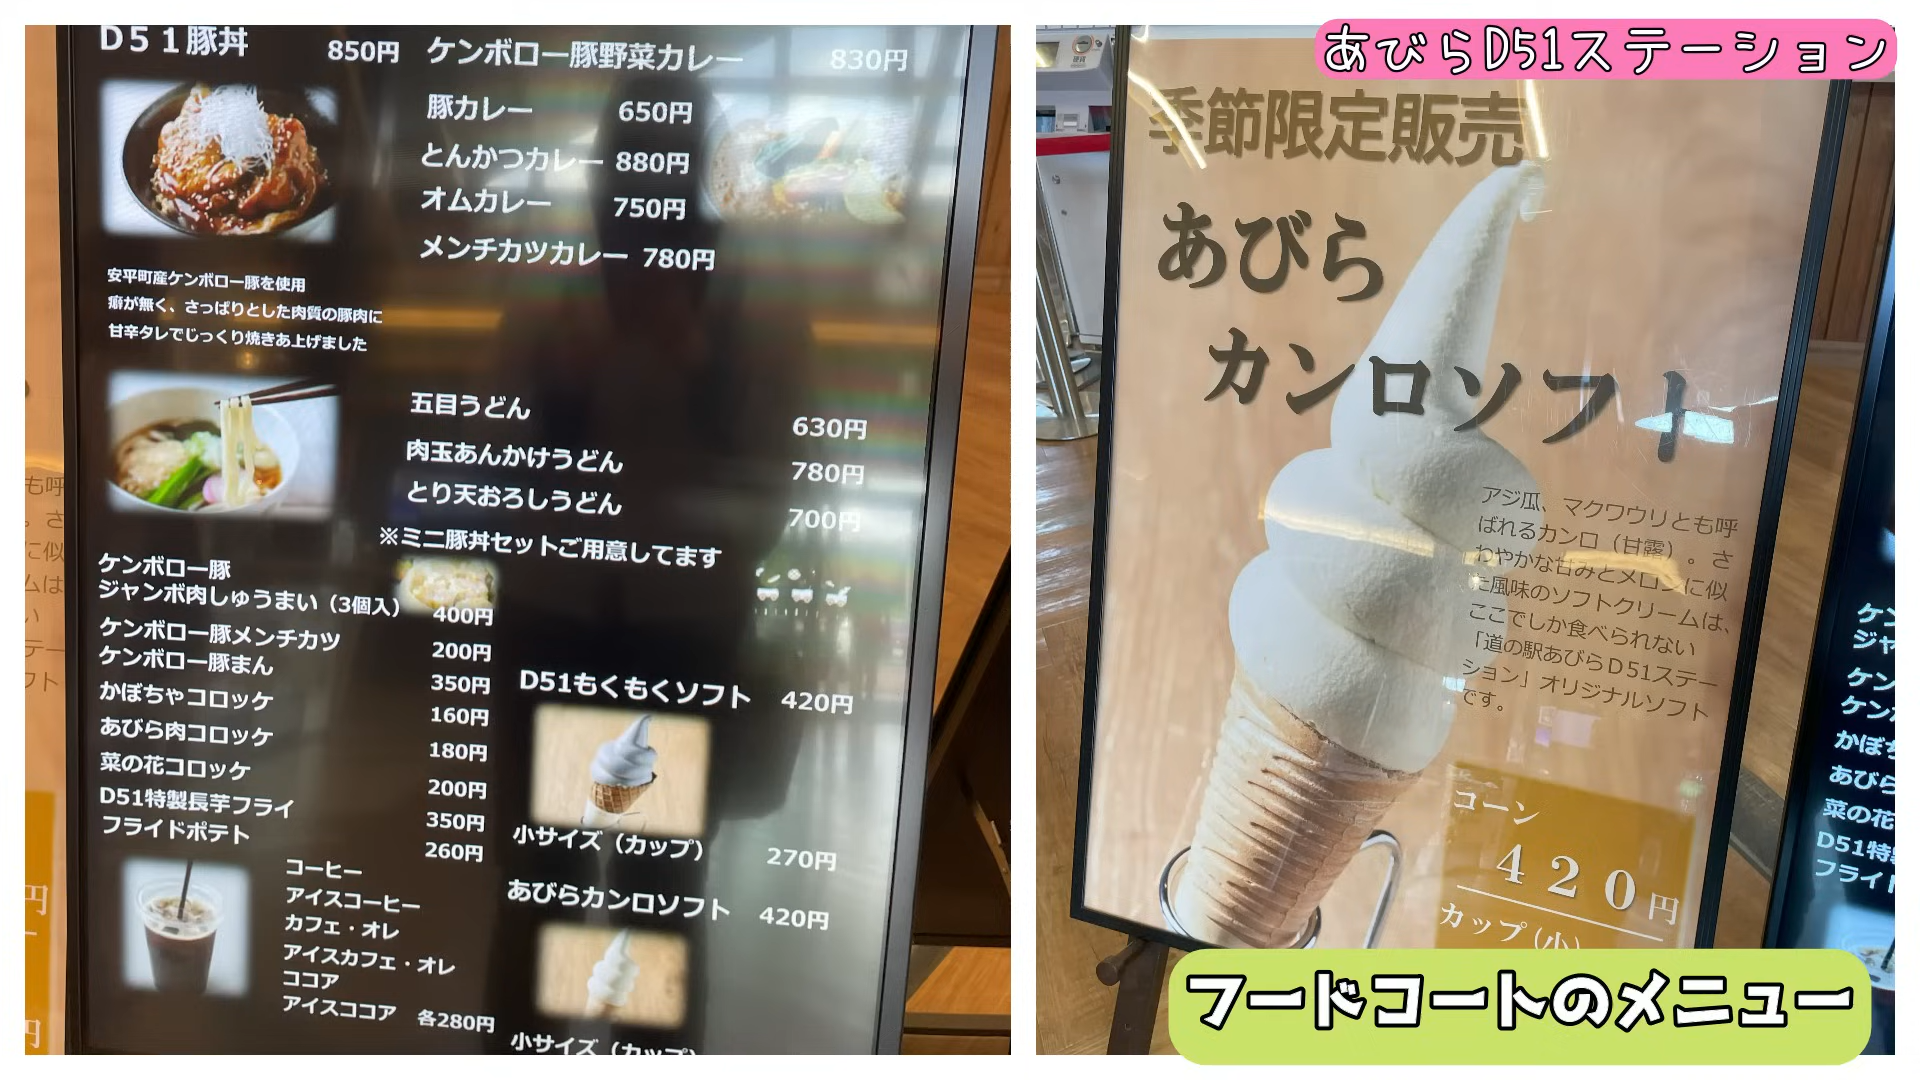 D51豚丼 850円
安平町産ケンボロー豚を使用
癖が無く、さっぱりとした肉質の豚肉に
甘辛タレでじっくり焼きあ上げました
ケンボロー豚野菜カレー 830円
豚カレー 650円
とんかつカレー 880円
オムカレー 750円
メンチカツカレー 780円
五目うどん 630円
肉玉あんかけうどん 780円
とり天おろしうどん 700円
※ミニ豚丼セットご用意してます
ケンボロー豚
ジャンボ肉しゅうまい(3個入) 400円
ケンボロー豚メンチカツ 200円
ケンボロー豚まん 350円
かぼちゃコロッケ 160円
あびら肉コロッケ 180円
菜の花コロッケ 200円
D51特製長芋フライ 350円
フライドポテト 260円
コーヒー
アイスコーヒー
カフェ・オレ
アイスカフェ・オレ
ココア
アイスココア 各280円
D51もくもくソフト 420円
小サイズ(カップ) 270円
あびらカンロソフト 420円
小サイズ(カップ)
あびらD51ステーション
季節限定販売
あびら
カンロソフト
アジ瓜、マクワウリとも呼
ばれるカンロ(甘露)。さ
わやかな甘みとメロンに似
た風味のソフトクリームは、
ここでしか食べられない
「道の駅あびらD51ステー
ション」オリジナルソフト
です。
コーン
420円
カップ(小)
フードコートのメニュー